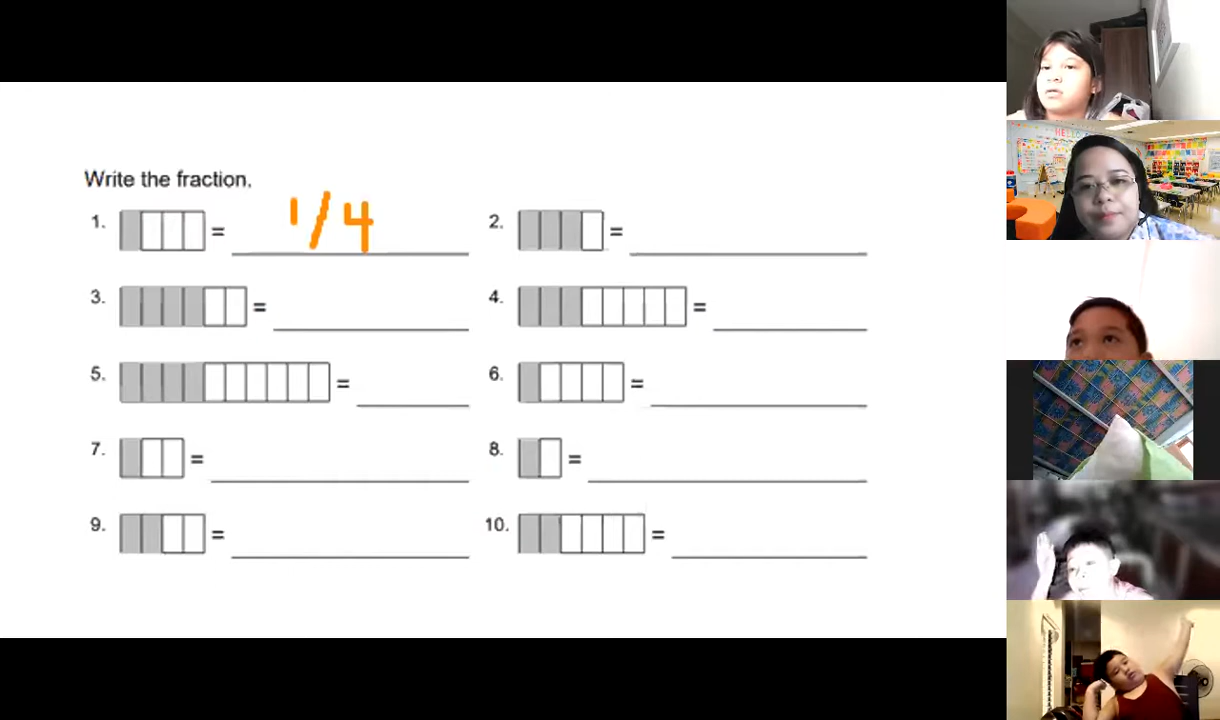 Write the fraction.
1. = 1/4 2. =
3. = 4. =
5. = 6. =
7. = 8. =
9. = 10. =